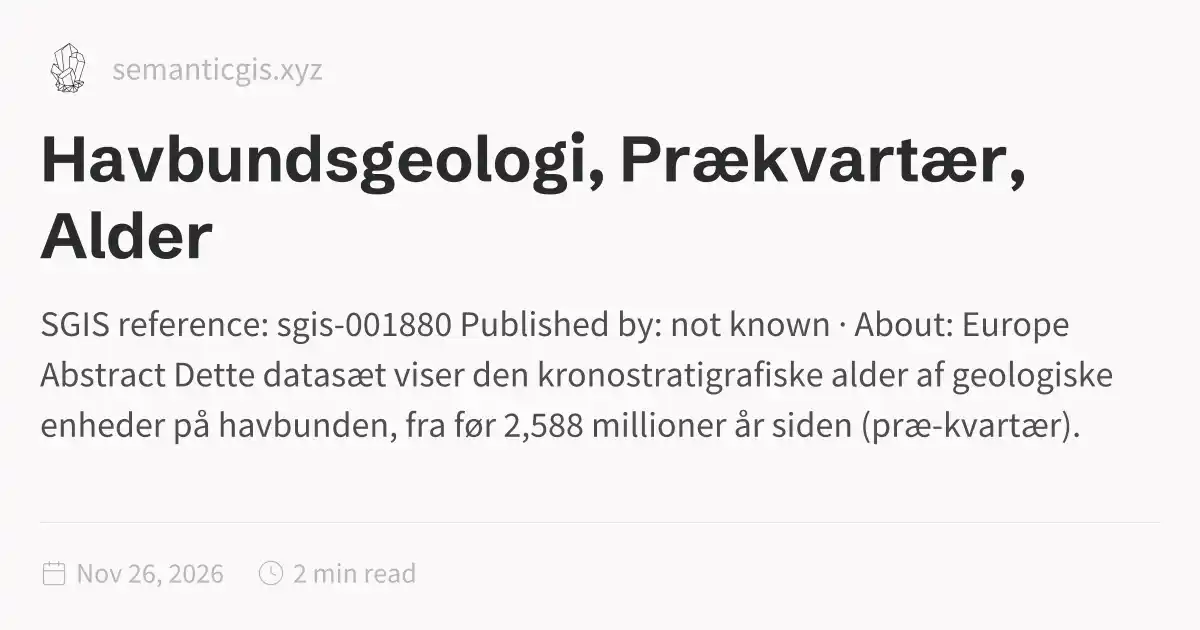 semanticgis.xyz
Havbundsgeologi, Prækvartær,
Alder
SGIS reference: sgis-001880 Published by: not known · About: Europe
Abstract Dette datasæt viser den kronostratigrafiske alder af geologiske
enheder på havbunden, fra før 2,588 millioner år siden (præ-kvartær).
Nov 26, 2026 2 min read